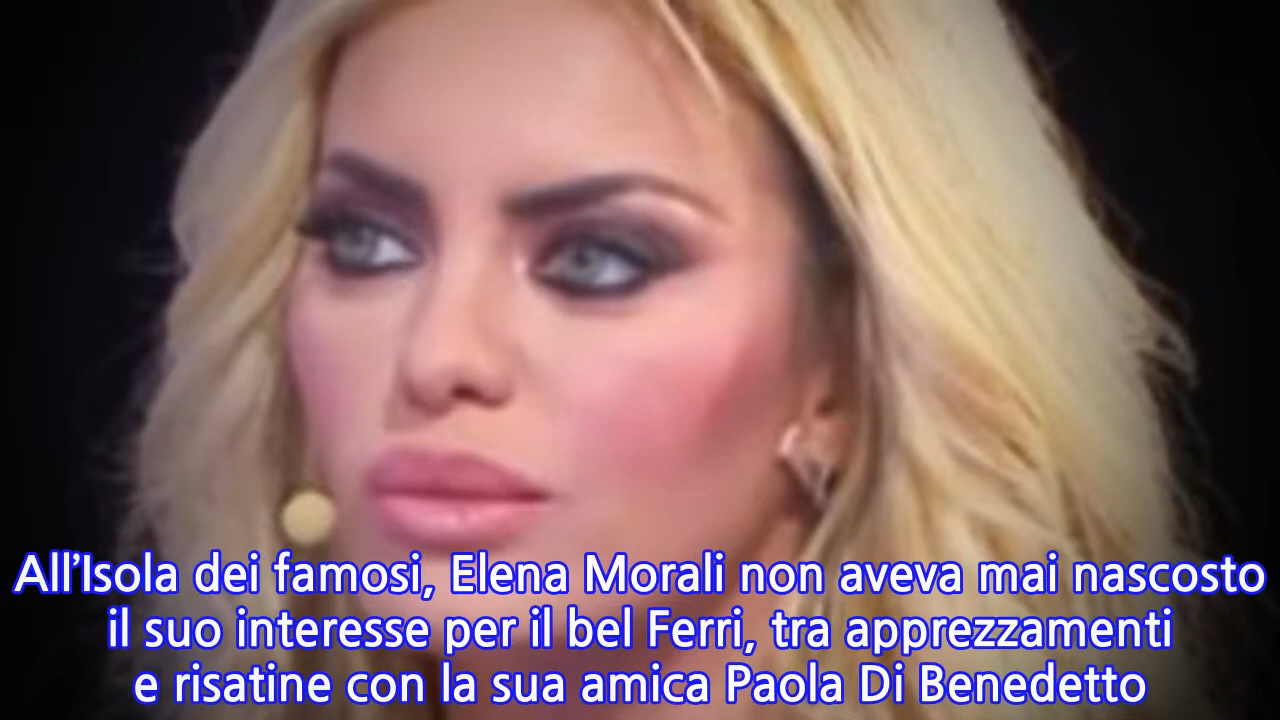 All’Isola dei famosi, Elena Morali non aveva mai nascosto
il suo interesse per il bel Ferri, tra apprezzamenti
e risatine con la sua amica Paola Di Benedetto